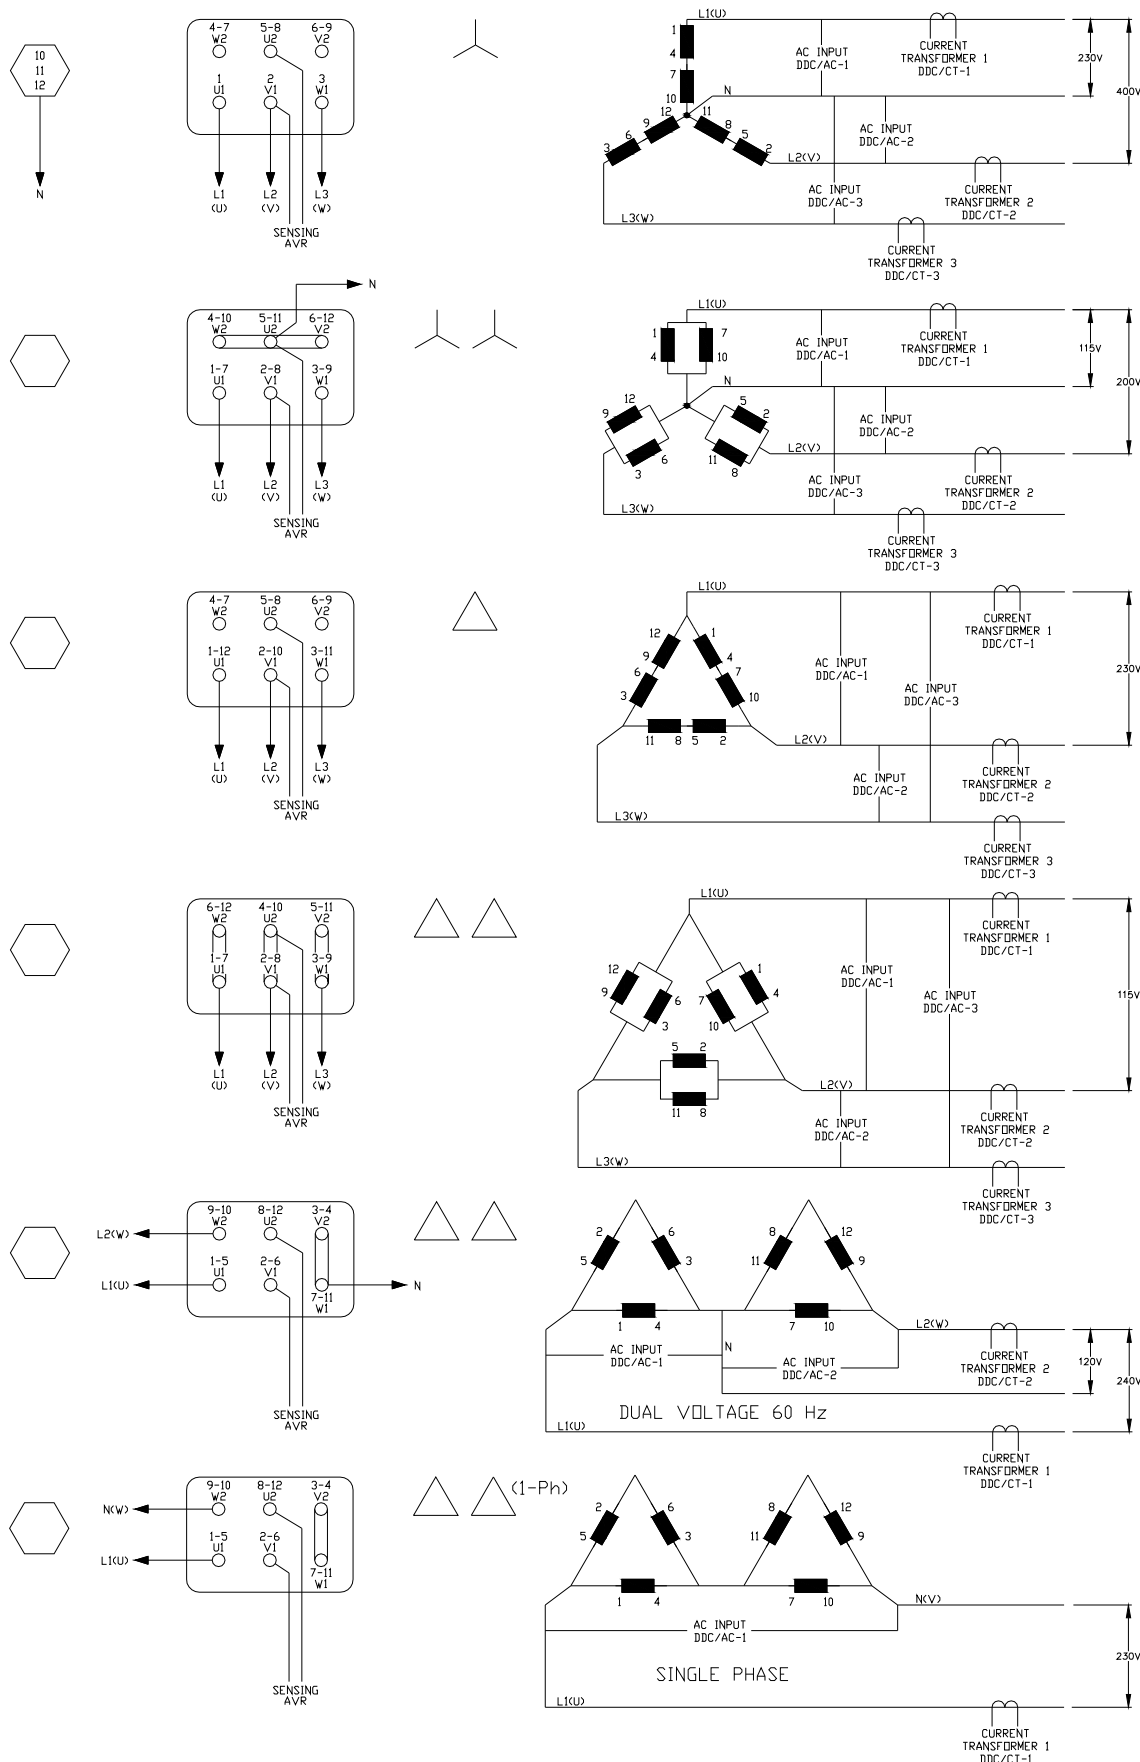 10
11
12
N
4-7 5-8 6-9
W2 U2 V2
1 2 3
U1 V1 W1
L1 L2 L3
(U) (V) (W)
SENSING
AVR
L1(U)
1
4
7
10
N
12 11
9 8
6 5
3 2
L2(V)
L3(W)
AC INPUT
DDC/AC-1
AC INPUT
DDC/AC-2
AC INPUT
DDC/AC-3
CURRENT
TRANSFORMER 1
DDC/CT-1
CURRENT
TRANSFORMER 2
DDC/CT-2
CURRENT
TRANSFORMER 3
DDC/CT-3
230V
400V
N
4-10 5-11 6-12
W2 U2 V2
1-7 2-8 3-9
U1 V1 W1
L1 L2 L3
(U) (V) (W)
SENSING
AVR
L1(U)
1 7
4 10
N
12 5
9 2
6 11
3 8
L2(V)
L3(W)
AC INPUT
DDC/AC-1
AC INPUT
DDC/AC-2
AC INPUT
DDC/AC-3
CURRENT
TRANSFORMER 1
DDC/CT-1
CURRENT
TRANSFORMER 2
DDC/CT-2
CURRENT
TRANSFORMER 3
DDC/CT-3
115V
200V
4-7 5-8 6-9
W2 U2 V2
1-12 2-10 3-11
U1 V1 W1
L1 L2 L3
(U) (V) (W)
SENSING
AVR
L1(U)
12 1
9 4
6 7
3 10
11 8 5 2
L2(V)
L3(W)
AC INPUT
DDC/AC-1
AC INPUT
DDC/AC-3
AC INPUT
DDC/AC-2
CURRENT
TRANSFORMER 1
DDC/CT-1
CURRENT
TRANSFORMER 2
DDC/CT-2
CURRENT
TRANSFORMER 3
DDC/CT-3
230V
6-12 4-10 5-11
W2 U2 V2
1-7 2-8 3-9
U1 V1 W1
L1 L2 L3
(U) (V) (W)
SENSING
AVR
L1(U)
12 1
9 6 7 4
3 10
5 2
11 8
L2(V)
L3(W)
AC INPUT
DDC/AC-1
AC INPUT
DDC/AC-3
AC INPUT
DDC/AC-2
CURRENT
TRANSFORMER 1
DDC/CT-1
CURRENT
TRANSFORMER 2
DDC/CT-2
CURRENT
TRANSFORMER 3
DDC/CT-3
115V
9-10 8-12 3-4
W2 U2 V2
L2(W)
1-5 2-6
U1 V1
L1(U)
7-11
W1
N
SENSING
AVR
2 6 8 12
5 3 11 9
1 4 7 10
L2(W)
N
AC INPUT
DDC/AC-1
AC INPUT
DDC/AC-2
CURRENT
TRANSFORMER 2
DDC/CT-2
120V
240V
DUAL VOLTAGE 60 Hz
L1(U)
CURRENT
TRANSFORMER 1
DDC/CT-1
9-10 8-12 3-4
W2 U2 V2
N(W)
1-5 2-6
U1 V1
L1(U)
7-11
W1
SENSING
AVR
(1-Ph)
2 6 8 12
5 3 11 9
1 4 7 10
N(V)
AC INPUT
DDC/AC-1
230V
SINGLE PHASE
L1(U)
CURRENT
TRANSFORMER 1
DDC/CT-1